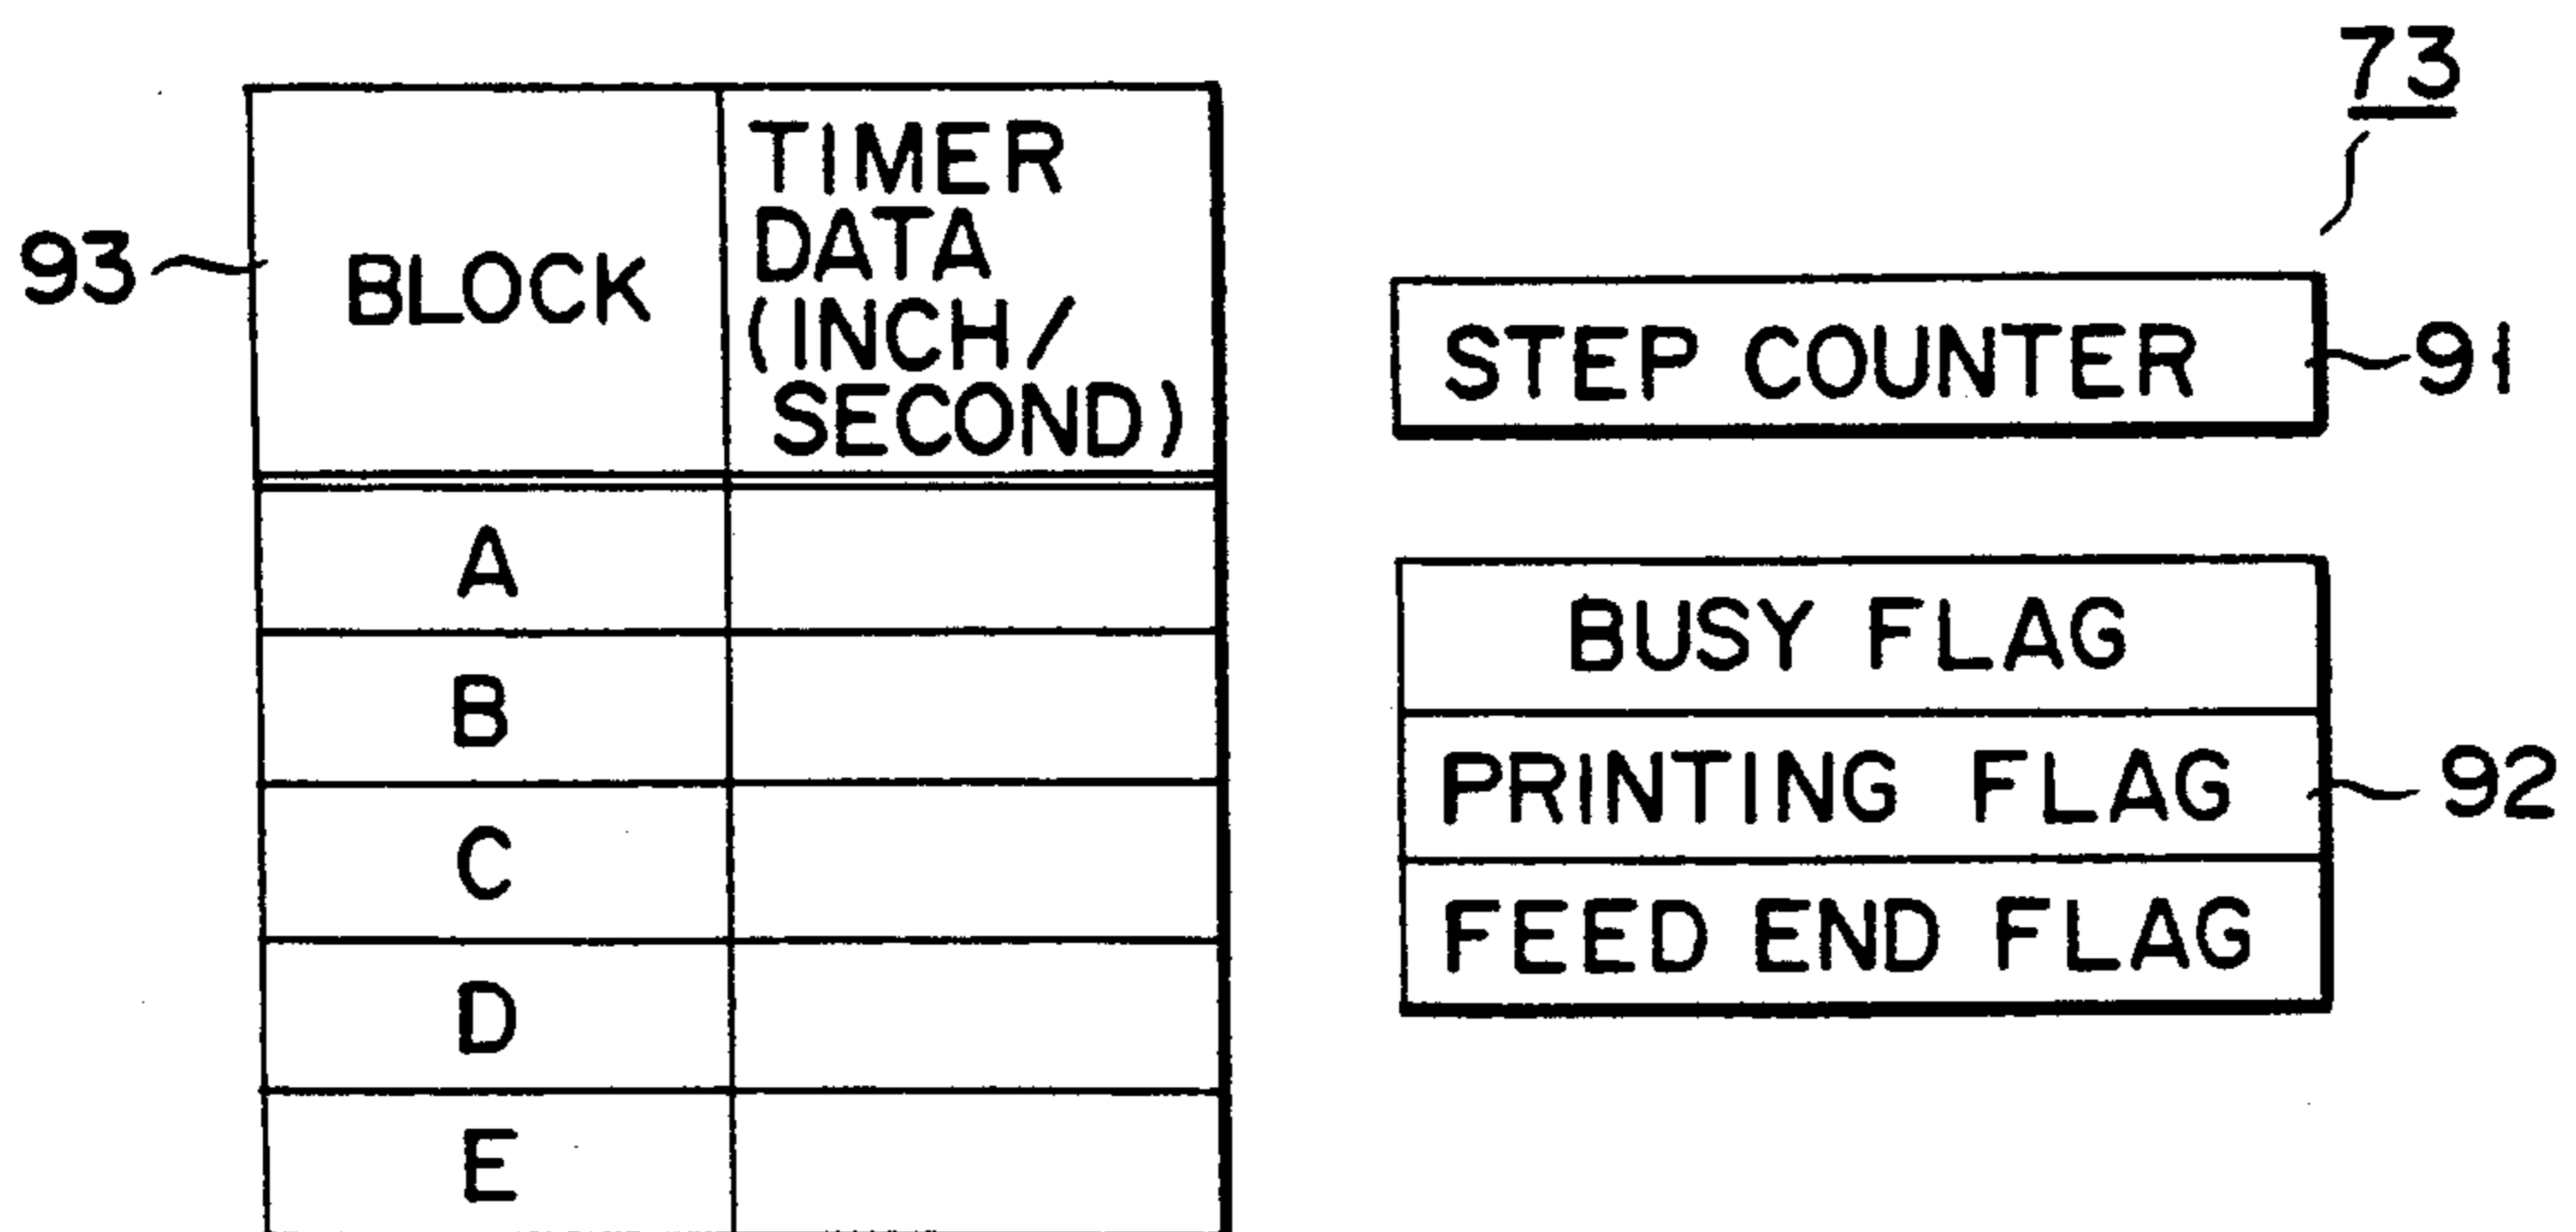 73
93
BLOCK
TIMER
DATA
(INCH/
SECOND)
A
B
C
D
E
STEP COUNTER
91
BUSY FLAG
PRINTING FLAG
92
FEED END FLAG